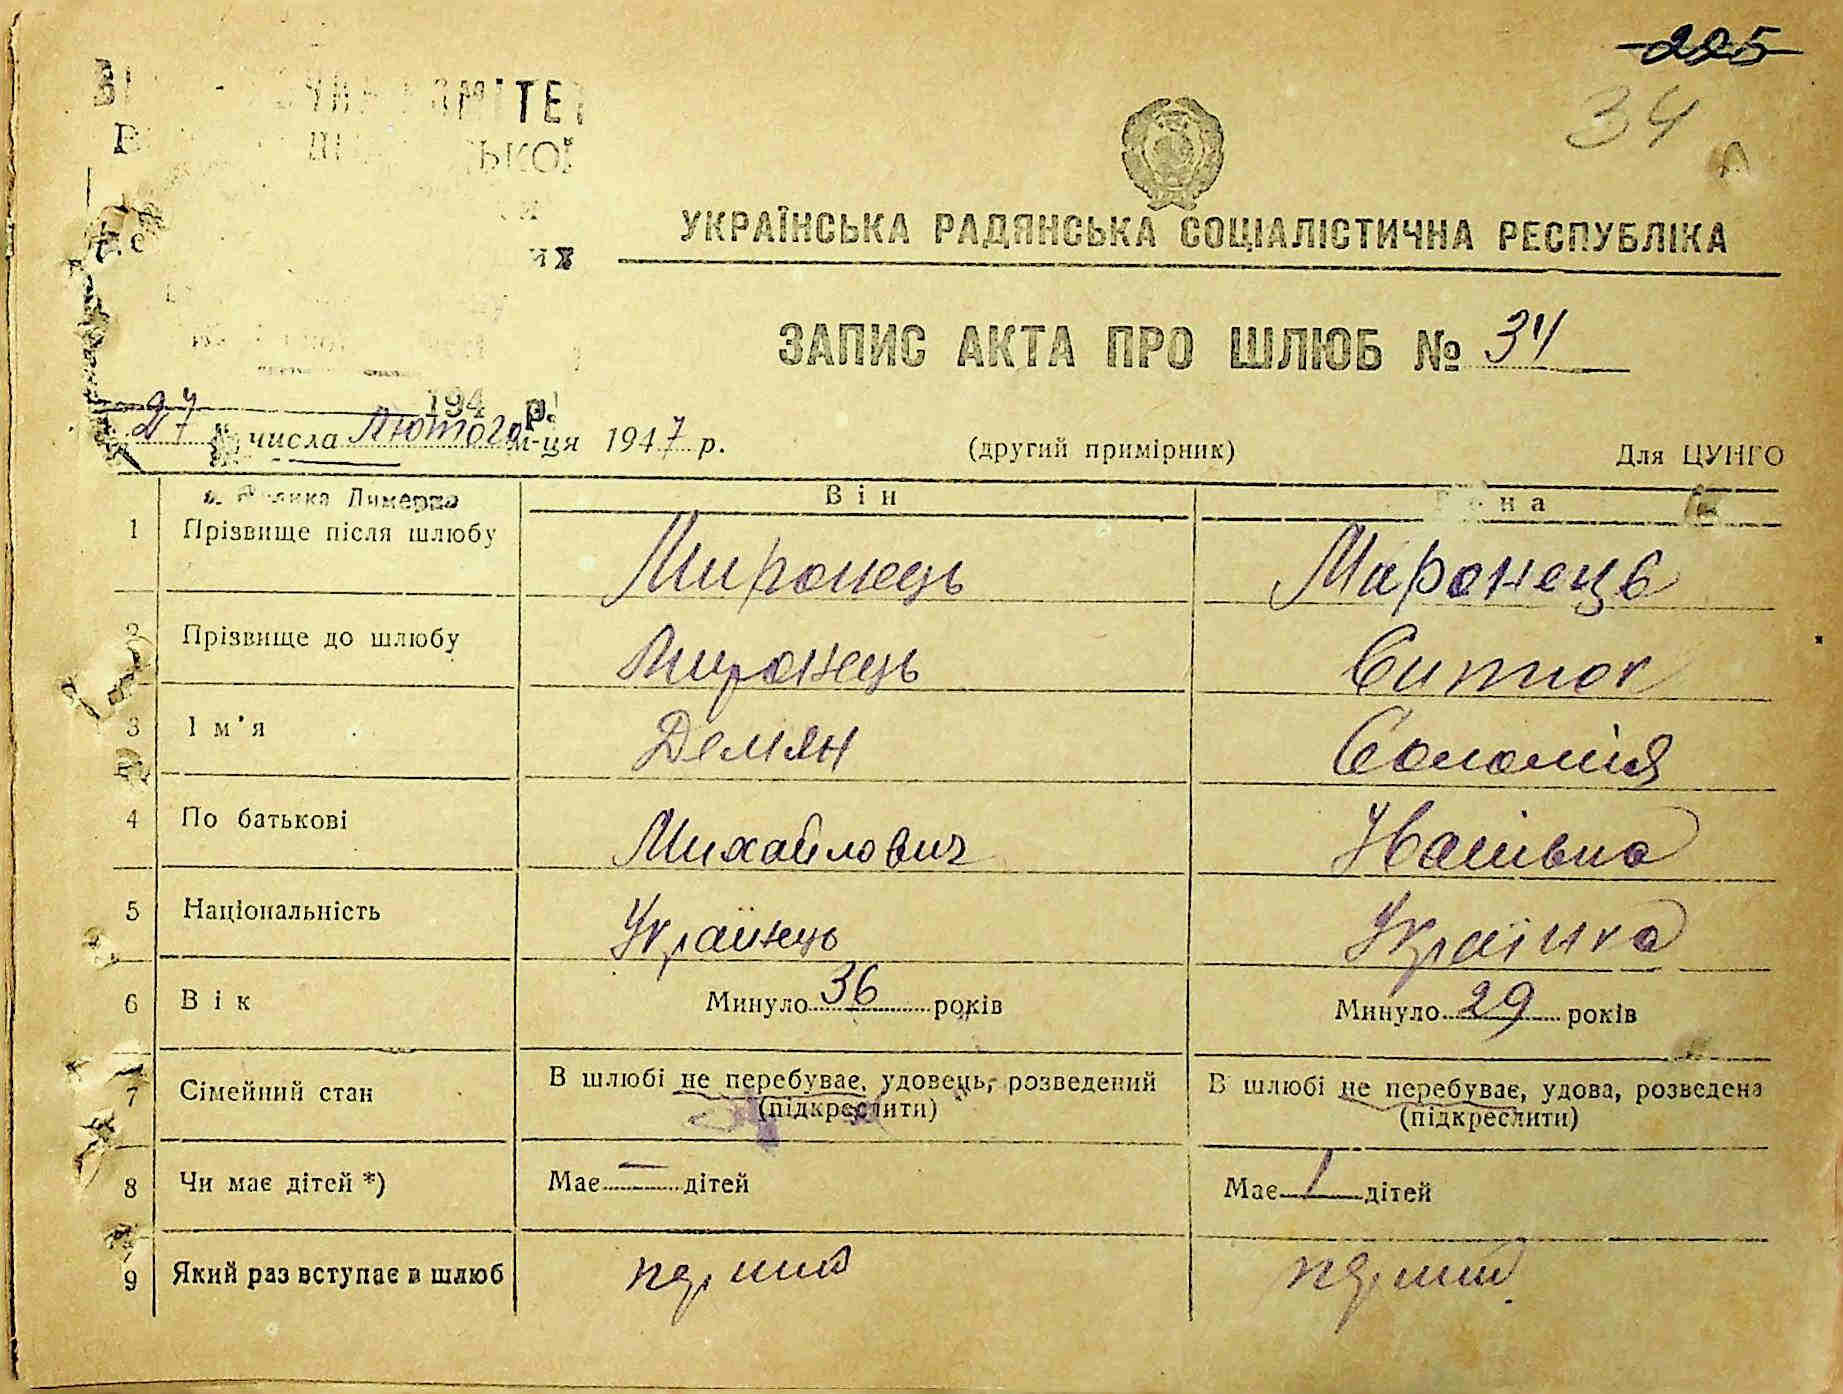 225
34
УКРАЇНСЬКА РАДЯНСЬКА СОЦІАЛІСТИЧНА РЕСПУБЛІКА
ЗАПИС АКТА ПРО ШЛЮБ № 34
194 р.
27 числа Лютого м-ця 1947 р.
(другий примірник)
Для ЦУНГО
Він
на
1 Прізвище після шлюбу Миронець Маронець
2 Прізвище до шлюбу Миронець Ситнюк
3 Ім'я Демян Соломія
4 По батькові Михайлович
5 Національність Українець Українка
6 Вік Минуло 36 років Минуло 29 років
7 Сімейний стан В шлюбі не перебуває, удовець, розведений (підкреслити) В шлюбі не перебуває, удова, розведена (підкреслити)
8 Чи має дітей *) Має — дітей Має 1 дітей
9 Який раз вступає в шлюб перший перший